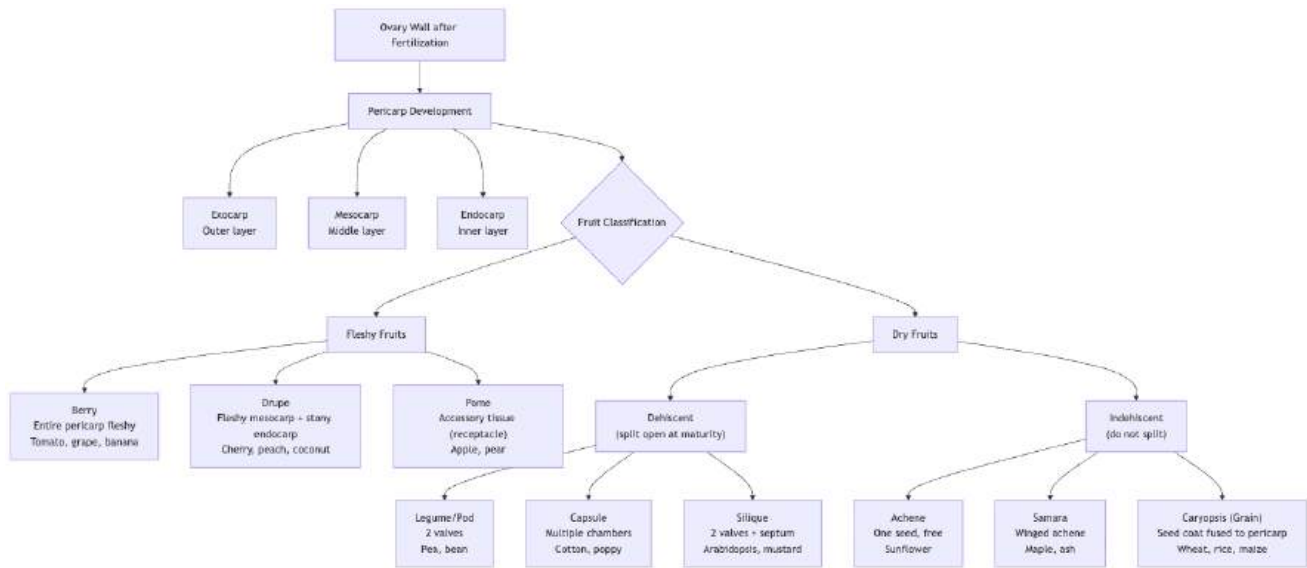 Ovary Wall after
Fertilization
Pericarp Development
Exocarp
Outer layer
Mesocarp
Middle layer
Endocarp
Inner layer
Fruit Classification
Fleshy Fruits
Dry Fruits
Berry
Entire pericarp fleshy
Tomato, grape, banana
Drupe
Fleshy mesocarp + stony
endocarp
Cherry, peach, coconut
Pome
Accessory tissue
(receptacle)
Apple, pear
Dehiscent
(split open at maturity)
Indehiscent
(do not split)
Legume/Pod
2 valves
Pea, bean
Capsule
Multiple chambers
Cotton, poppy
Silique
2 valves + septum
Arabidopsis, mustard
Achene
One seed, free
Sunflower
Samara
Winged achene
Maple, ash
Caryopsis (Grain)
Seed coat fused to pericarp
Wheat, rice, maize